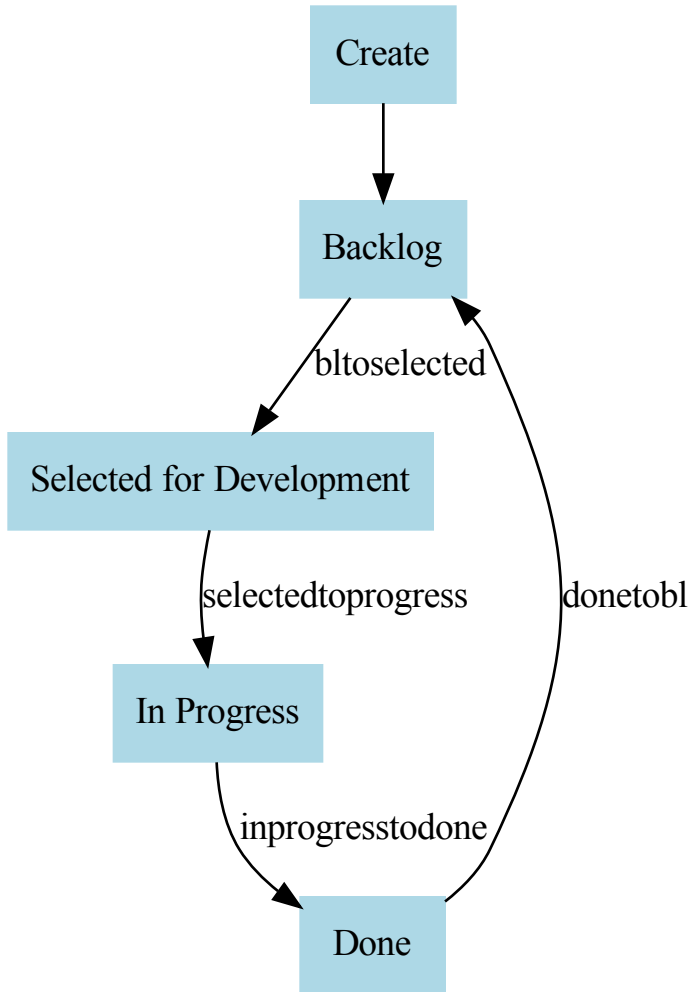 Create
Backlog
bltoselected
Selected for Development
selectedtoprogress
donetobl
In Progress
inprogresstodone
Done